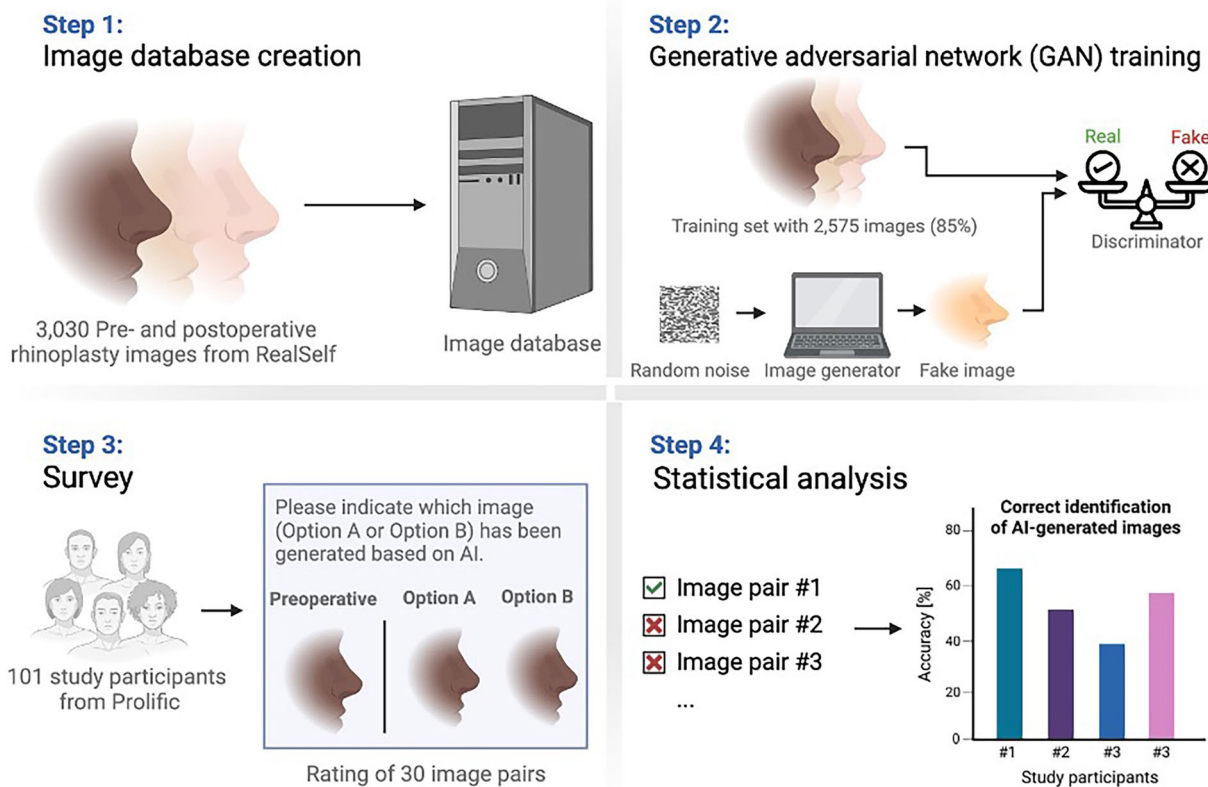 Step 1:
Image database creation
3,030 Pre- and postoperative
rhinoplasty images from RealSelf
Image database
Step 2:
Generative adversarial network (GAN) training
Training set with 2,575 images (85%)
Real
Fake
Discriminator
Random noise
Image generator
Fake image
Step 3:
Survey
101 study participants
from Prolific
Please indicate which image
(Option A or Option B) has been
generated based on AI.
Preoperative
Option A
Option B
Rating of 30 image pairs
Step 4:
Statistical analysis
Image pair #1
Image pair #2
Image pair #3
...
Correct identification
of AI-generated images
Accuracy [%]
80
60
40
20
0
#1 #2 #3 #3
Study participants